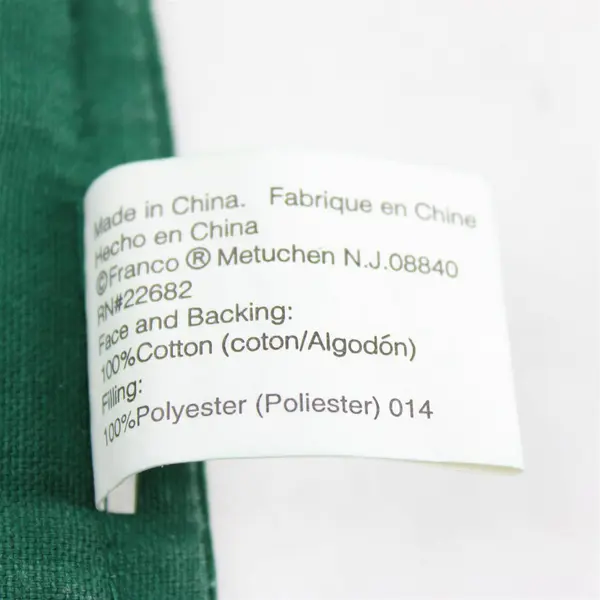 Made in China.   Fabrique en Chine
Hecho en China
©Franco ® Metuchen N.J.08840
RN#22682
Face and Backing:
100%Cotton (coton/Algodón)
Filling:
100%Polyester (Poliester) 014